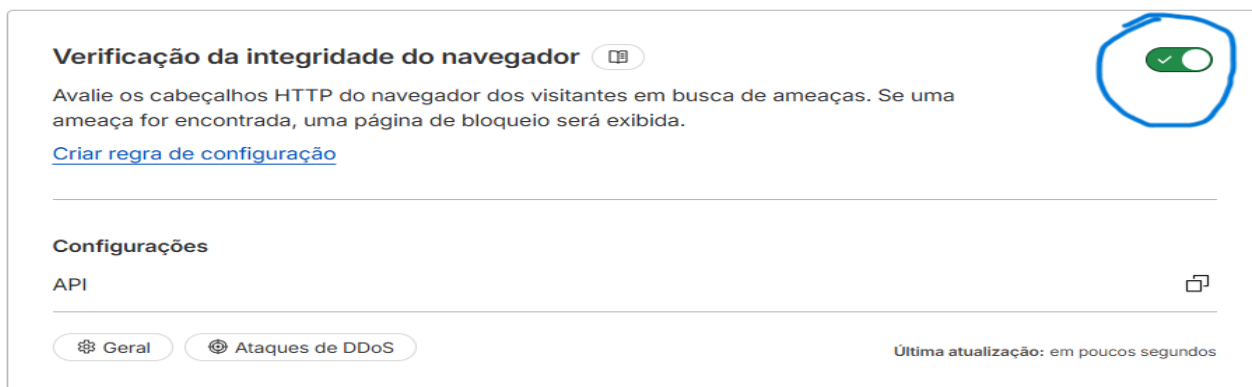 Verificação da integridade do navegador
Avalie os cabeçalhos HTTP do navegador dos visitantes em busca de ameaças. Se uma
ameaça for encontrada, uma página de bloqueio será exibida.
Criar regra de configuração
Configurações
API
Geral
Ataques de DDoS
Última atualização: em poucos segundos